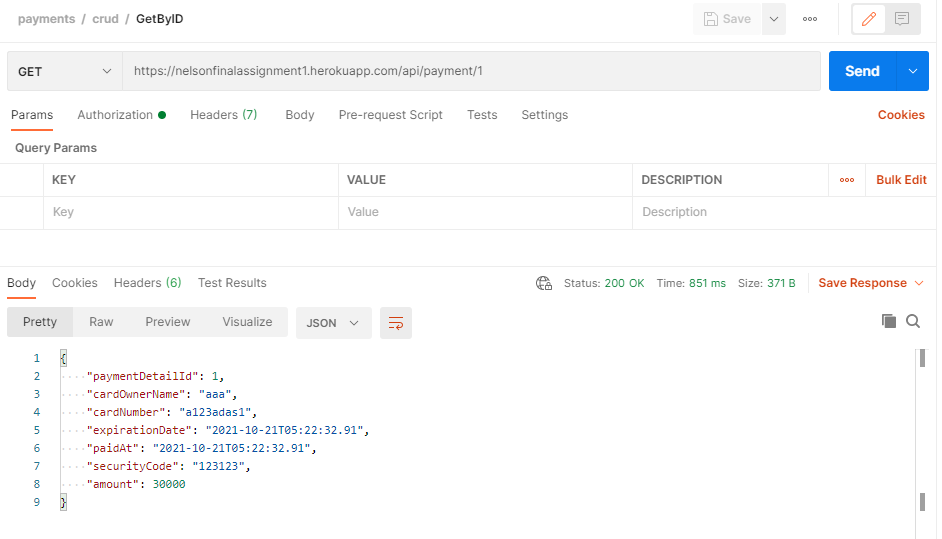 payments / crud / GetByID
Save
GET
https://nelsonfinalassignment1.herokuapp.com/api/payment/1
Send
Params Authorization Headers (7) Body Pre-request Script Tests Settings Cookies
Query Params
KEY VALUE DESCRIPTION Bulk Edit
Key Value Description
Body Cookies Headers (6) Test Results Status: 200 OK Time: 851 ms Size: 371 B Save Response
Pretty Raw Preview Visualize JSON
1 {
2 "paymentDetailId": 1,
3 "cardOwnerName": "aaa",
4 "cardNumber": "a123adas1",
5 "expirationDate": "2021-10-21T05:22:32.91",
6 "paidAt": "2021-10-21T05:22:32.91",
7 "securityCode": "123123",
8 "amount": 30000
9 }